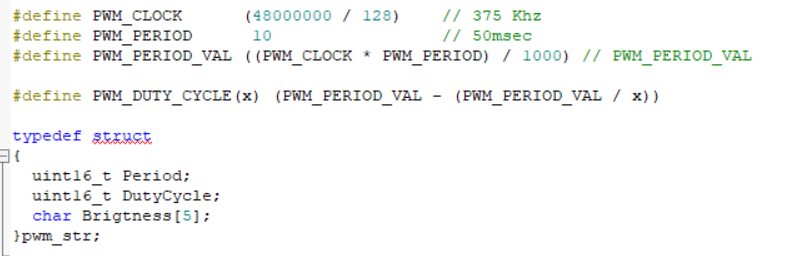 #define PWM_CLOCK (48000000 / 128) // 375 Khz
#define PWM_PERIOD 10 // 50msec
#define PWM_PERIOD_VAL ((PWM_CLOCK * PWM_PERIOD) / 1000) // PWM_PERIOD_VAL
#define PWM_DUTY_CYCLE(x) (PWM_PERIOD_VAL - (PWM_PERIOD_VAL / x))
typedef struct
{
uint16_t Period;
uint16_t DutyCycle;
char Brigtness[5];
}pwm_str;